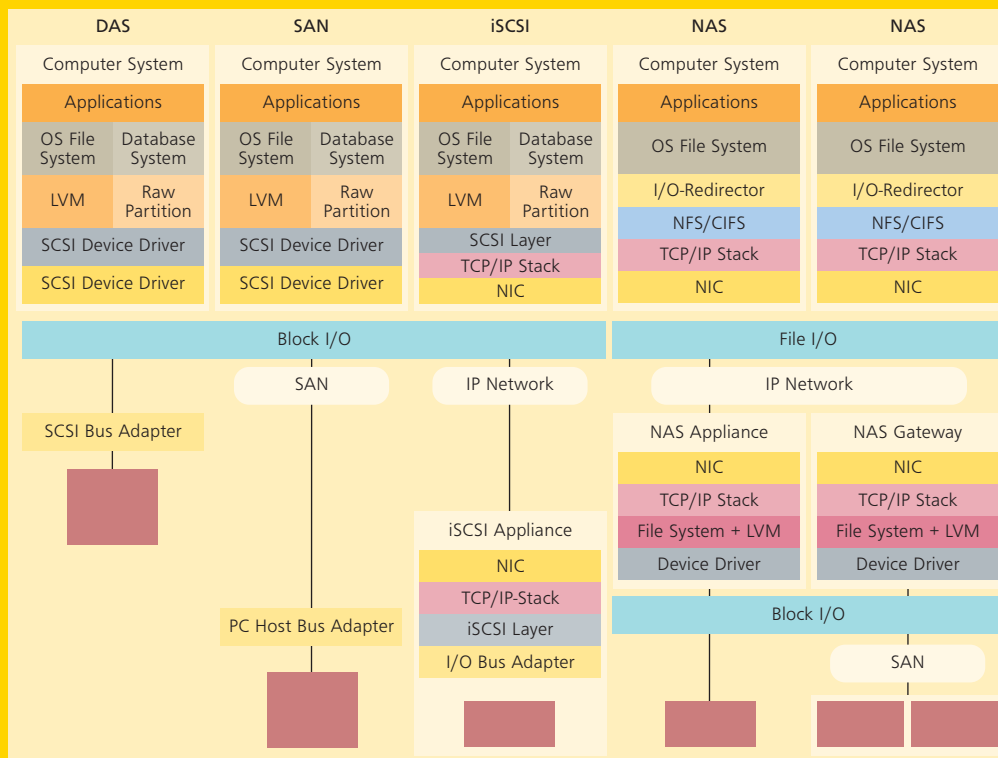 DAS
SAN
iSCSI
NAS
NAS
Computer System
Applications
OS File
System
Database
System
LVM
Raw
Partition
SCSI Device Driver
SCSI Device Driver
Computer System
Applications
OS File
System
Database
System
LVM
Raw
Partition
SCSI Device Driver
SCSI Device Driver
Computer System
Applications
OS File
System
Database
System
LVM
Raw
Partition
SCSI Layer
TCP/IP Stack
NIC
Computer System
Applications
OS File System
I/O-Redirector
NFS/CIFS
TCP/IP Stack
NIC
Computer System
Applications
OS File System
I/O-Redirector
NFS/CIFS
TCP/IP Stack
NIC
Block I/O
File I/O
SAN
IP Network
IP Network
SCSI Bus Adapter
PC Host Bus Adapter
iSCSI Appliance
NIC
TCP/IP-Stack
iSCSI Layer
I/O Bus Adapter
NAS Appliance
NIC
TCP/IP Stack
File System + LVM
Device Driver
NAS Gateway
NIC
TCP/IP Stack
File System + LVM
Device Driver
Block I/O
SAN